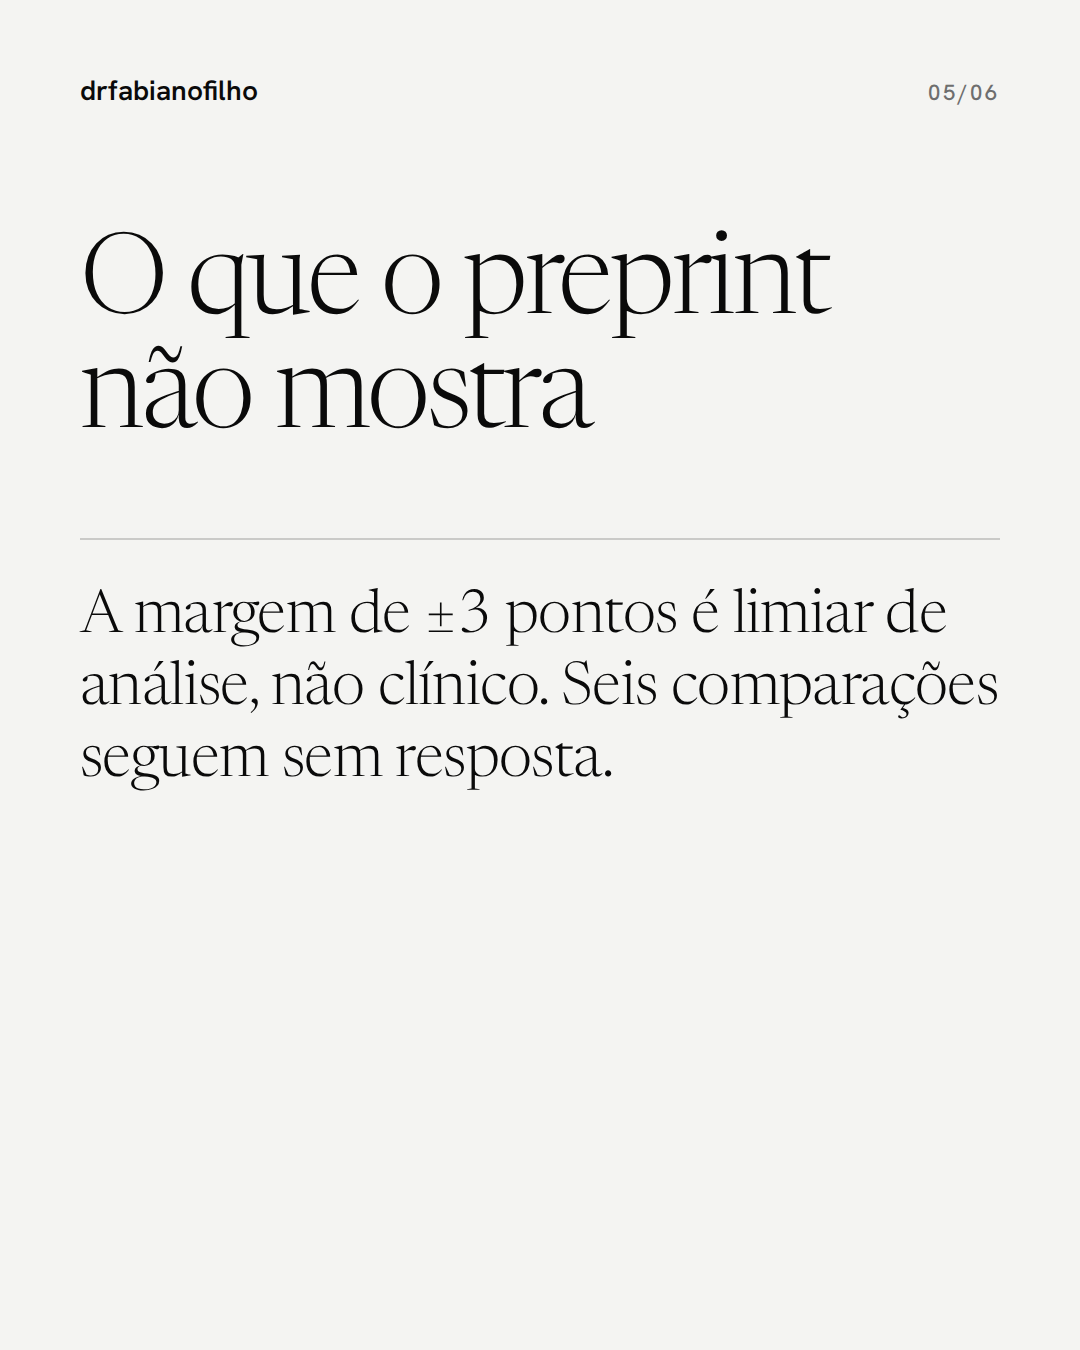 drfabianofilho
05/06
O que o preprint
não mostra
A margem de ±3 pontos é limiar de
análise, não clínico. Seis comparações
seguem sem resposta.